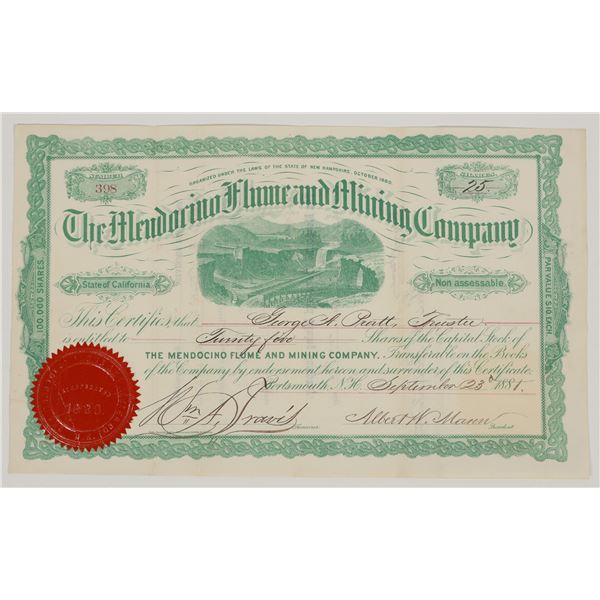 ORGANIZED UNDER THE LAWS OF THE STATE OF NEW HAMPSHIRE, OCTOBER 1880.
NUMBER
398
SHARES
25
The Mendocino Flume and Mining Company
State of California
Non assessable.
100,000 SHARES.
PAR VALUE $10 EACH.
This Certifies that George A. Pratt, Trustee
is entitled to Twenty five Shares of the Capital Stock of
THE MENDOCINO FLUME AND MINING COMPANY, Transferable on the Books
of the Company by endorsement hereon and surrender of this Certificate
Portsmouth, N.H. September 23d 1881.
Wm A. Travis Treasurer
Albert W. Mann President
1880